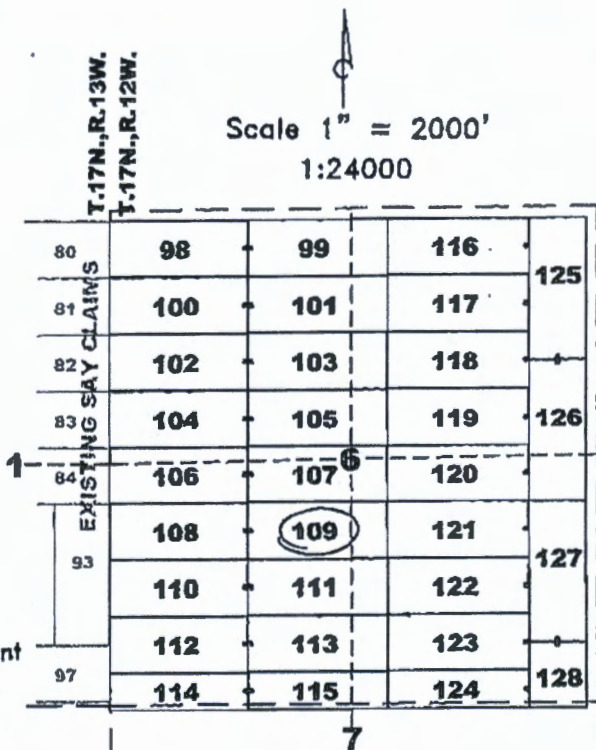 T.17N.,R.13W.
T.17N.,R.12W.
Scale 1" = 2000'
1:24000
80 98 99 116
125
81 100 101 117
82 102 103 118
EXISTING SAY CLAIMS
83 104 105 119 126
1 6
84 106 107 120
108 109 121
93 127
110 111 122
nt 112 113 123
97 128
114 115 124
7